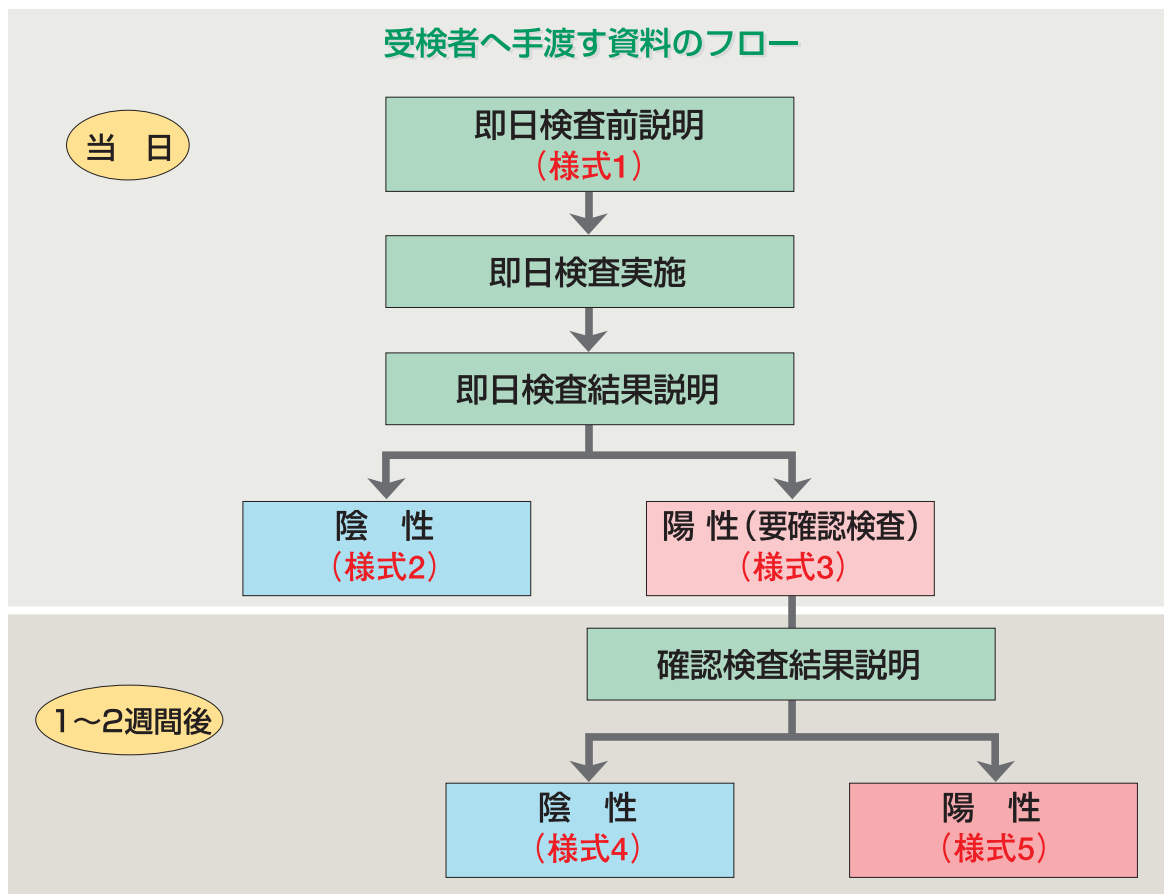 受検者へ手渡す資料のフロー
当　日
即日検査前説明
（様式1）
即日検査実施
即日検査結果説明
陰　性
（様式2）
陽 性（要確認検査）
（様式3）
1～2週間後
確認検査結果説明
陰　性
（様式4）
陽　性
（様式5）